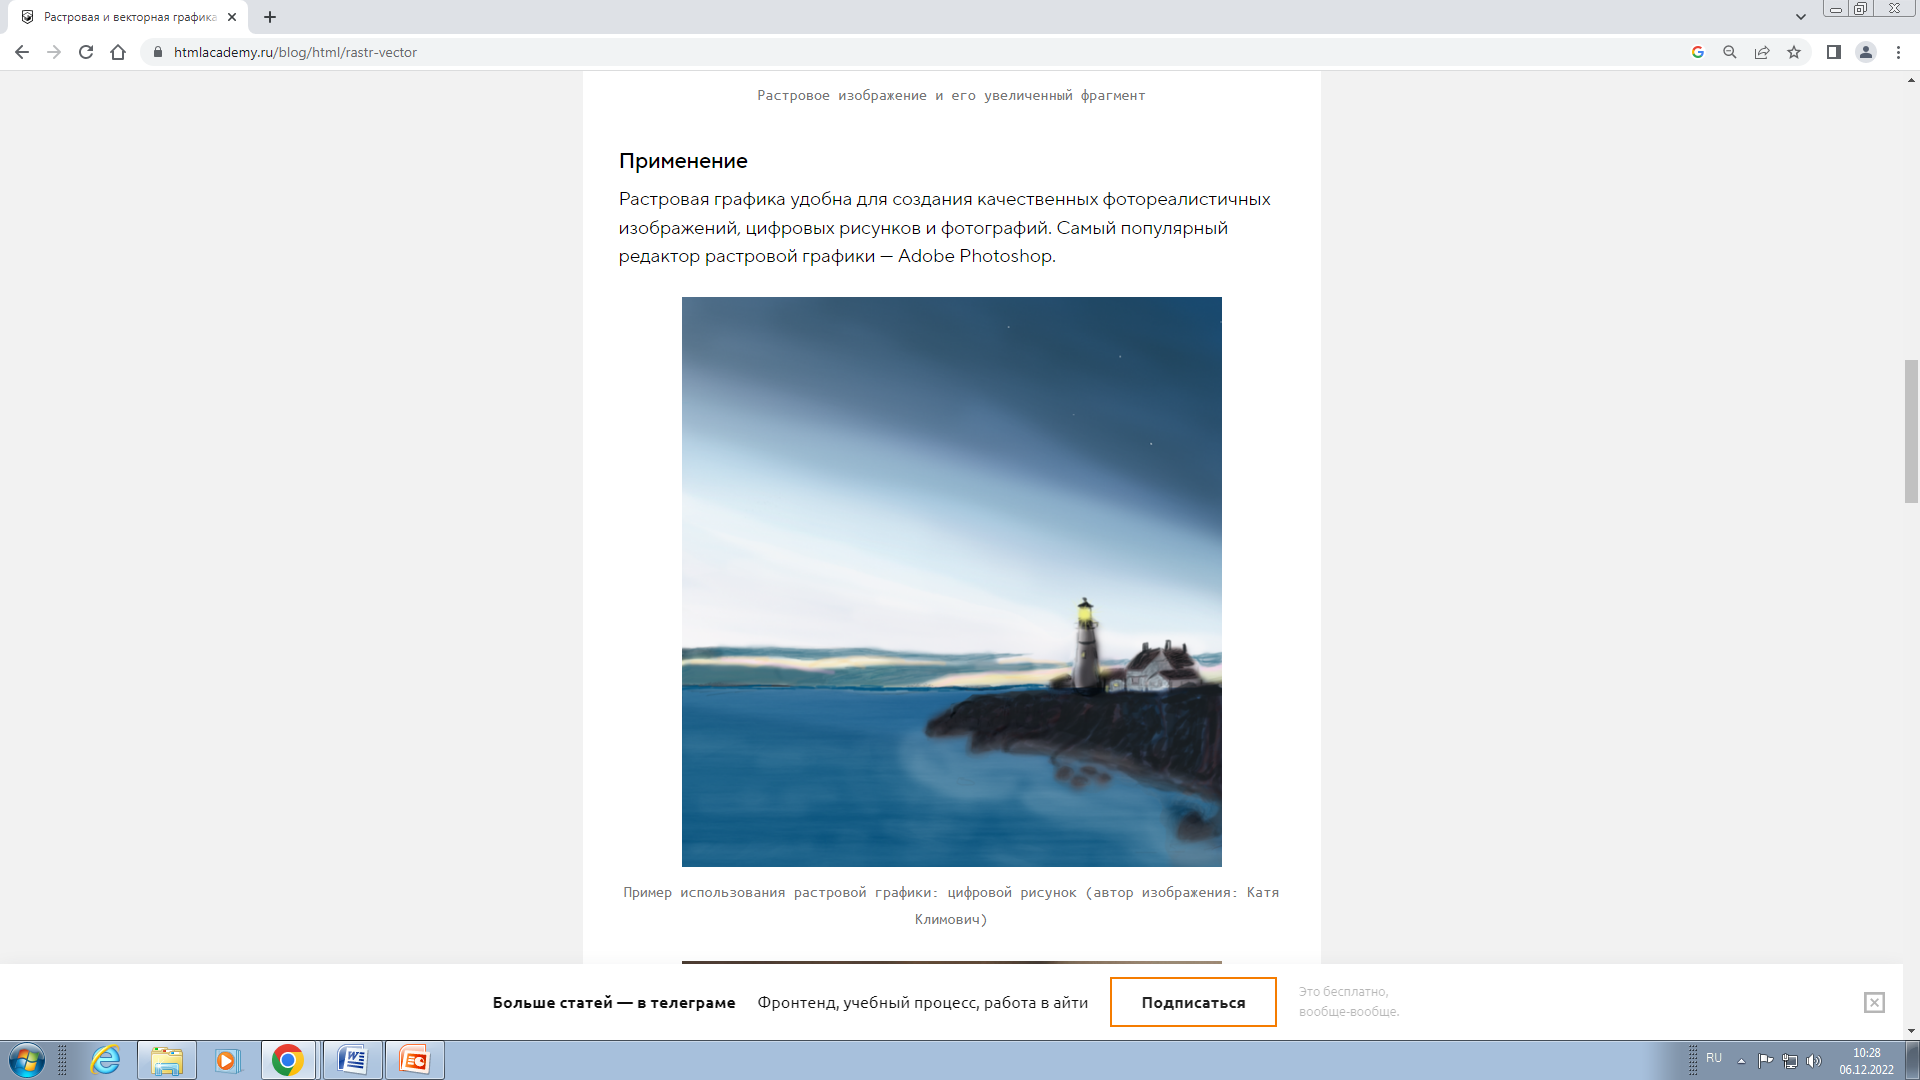 Растровая и векторная графика
htmlacademy.ru/blog/html/rastr-vector
Растровое изображение и его увеличенный фрагмент
Применение
Растровая графика удобна для создания качественных фотореалистичных
изображений, цифровых рисунков и фотографий. Самый популярный
редактор растровой графики — Adobe Photoshop.
Пример использования растровой графики: цифровой рисунок (автор изображения: Катя
Климович)
Больше статей — в телеграме Фронтенд, учебный процесс, работа в айти Подписаться
Это бесплатно,
вообще-вообще.
RU
10:28
06.12.2022